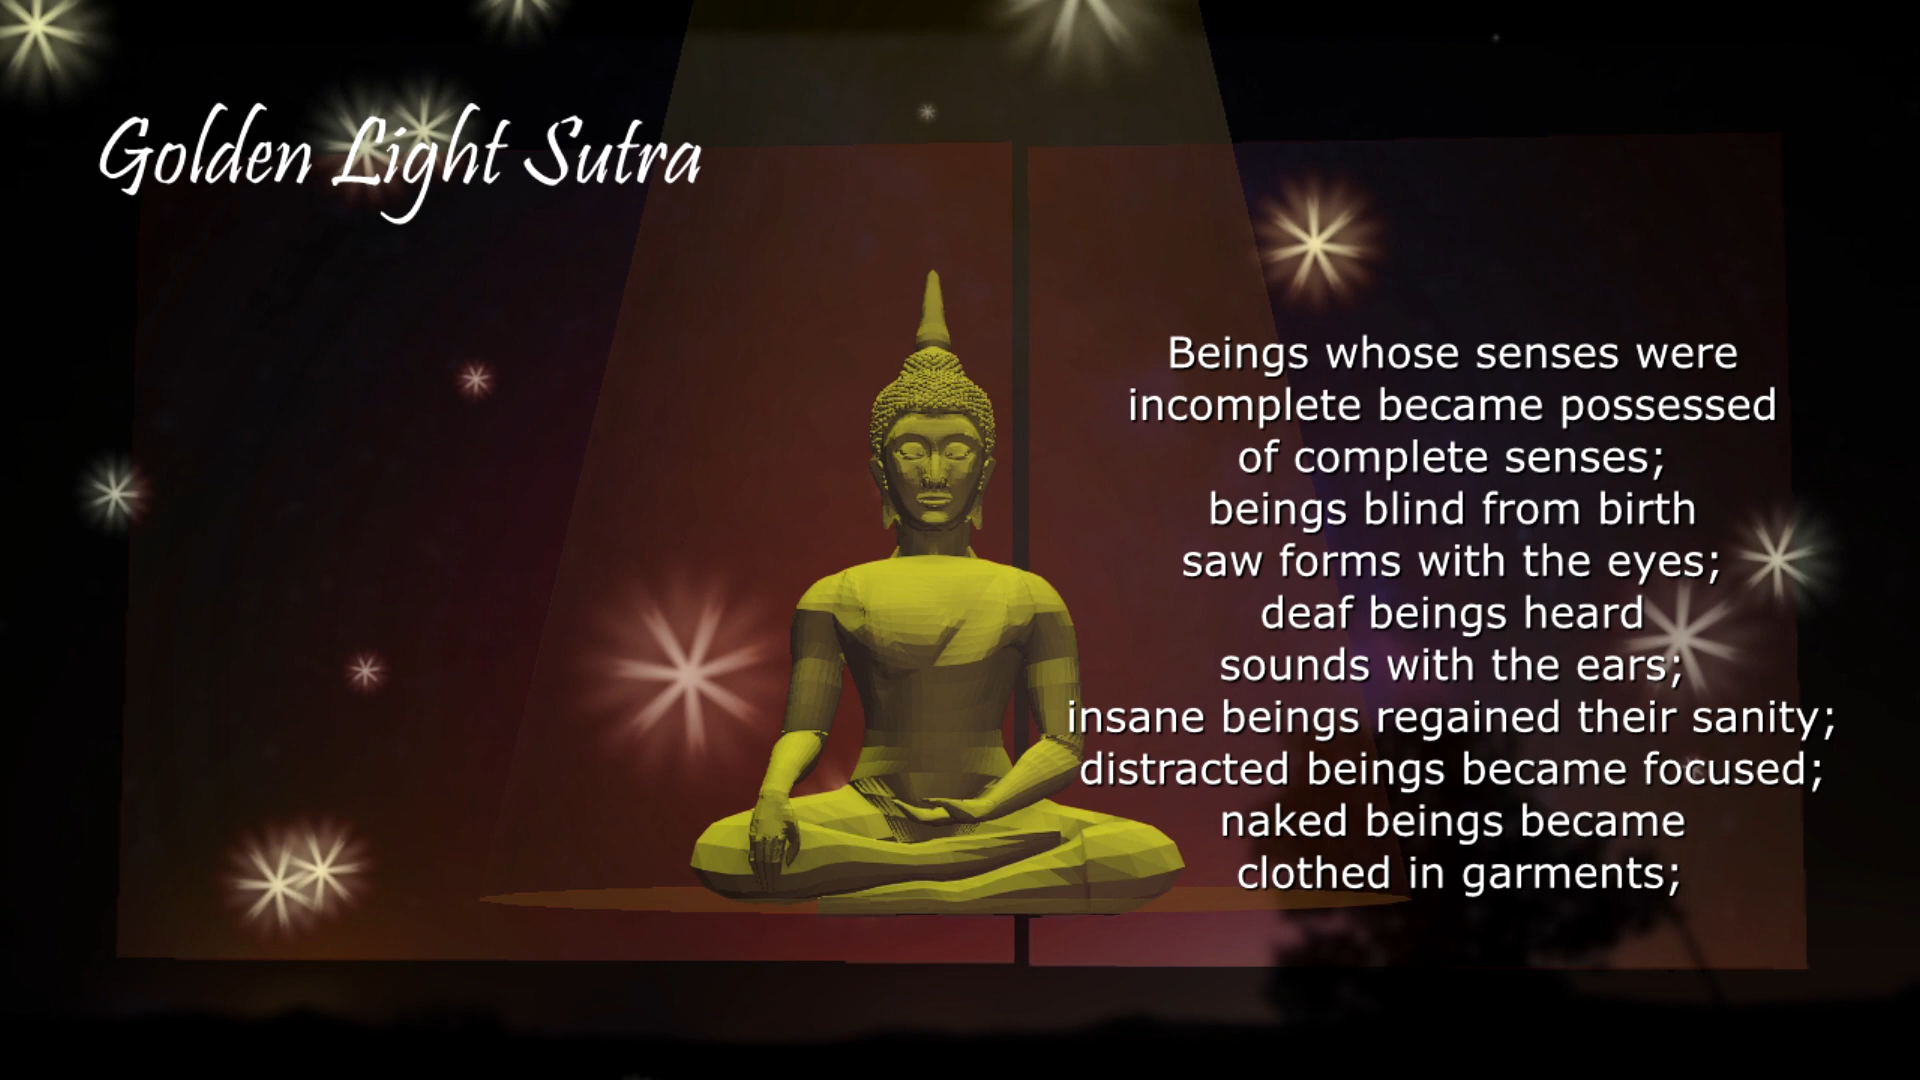 Golden Light Sutra
Beings whose senses were
incomplete became possessed
of complete senses;
beings blind from birth
saw forms with the eyes;
deaf beings heard
sounds with the ears;
insane beings regained their sanity;
distracted beings became focused;
naked beings became
clothed in garments;